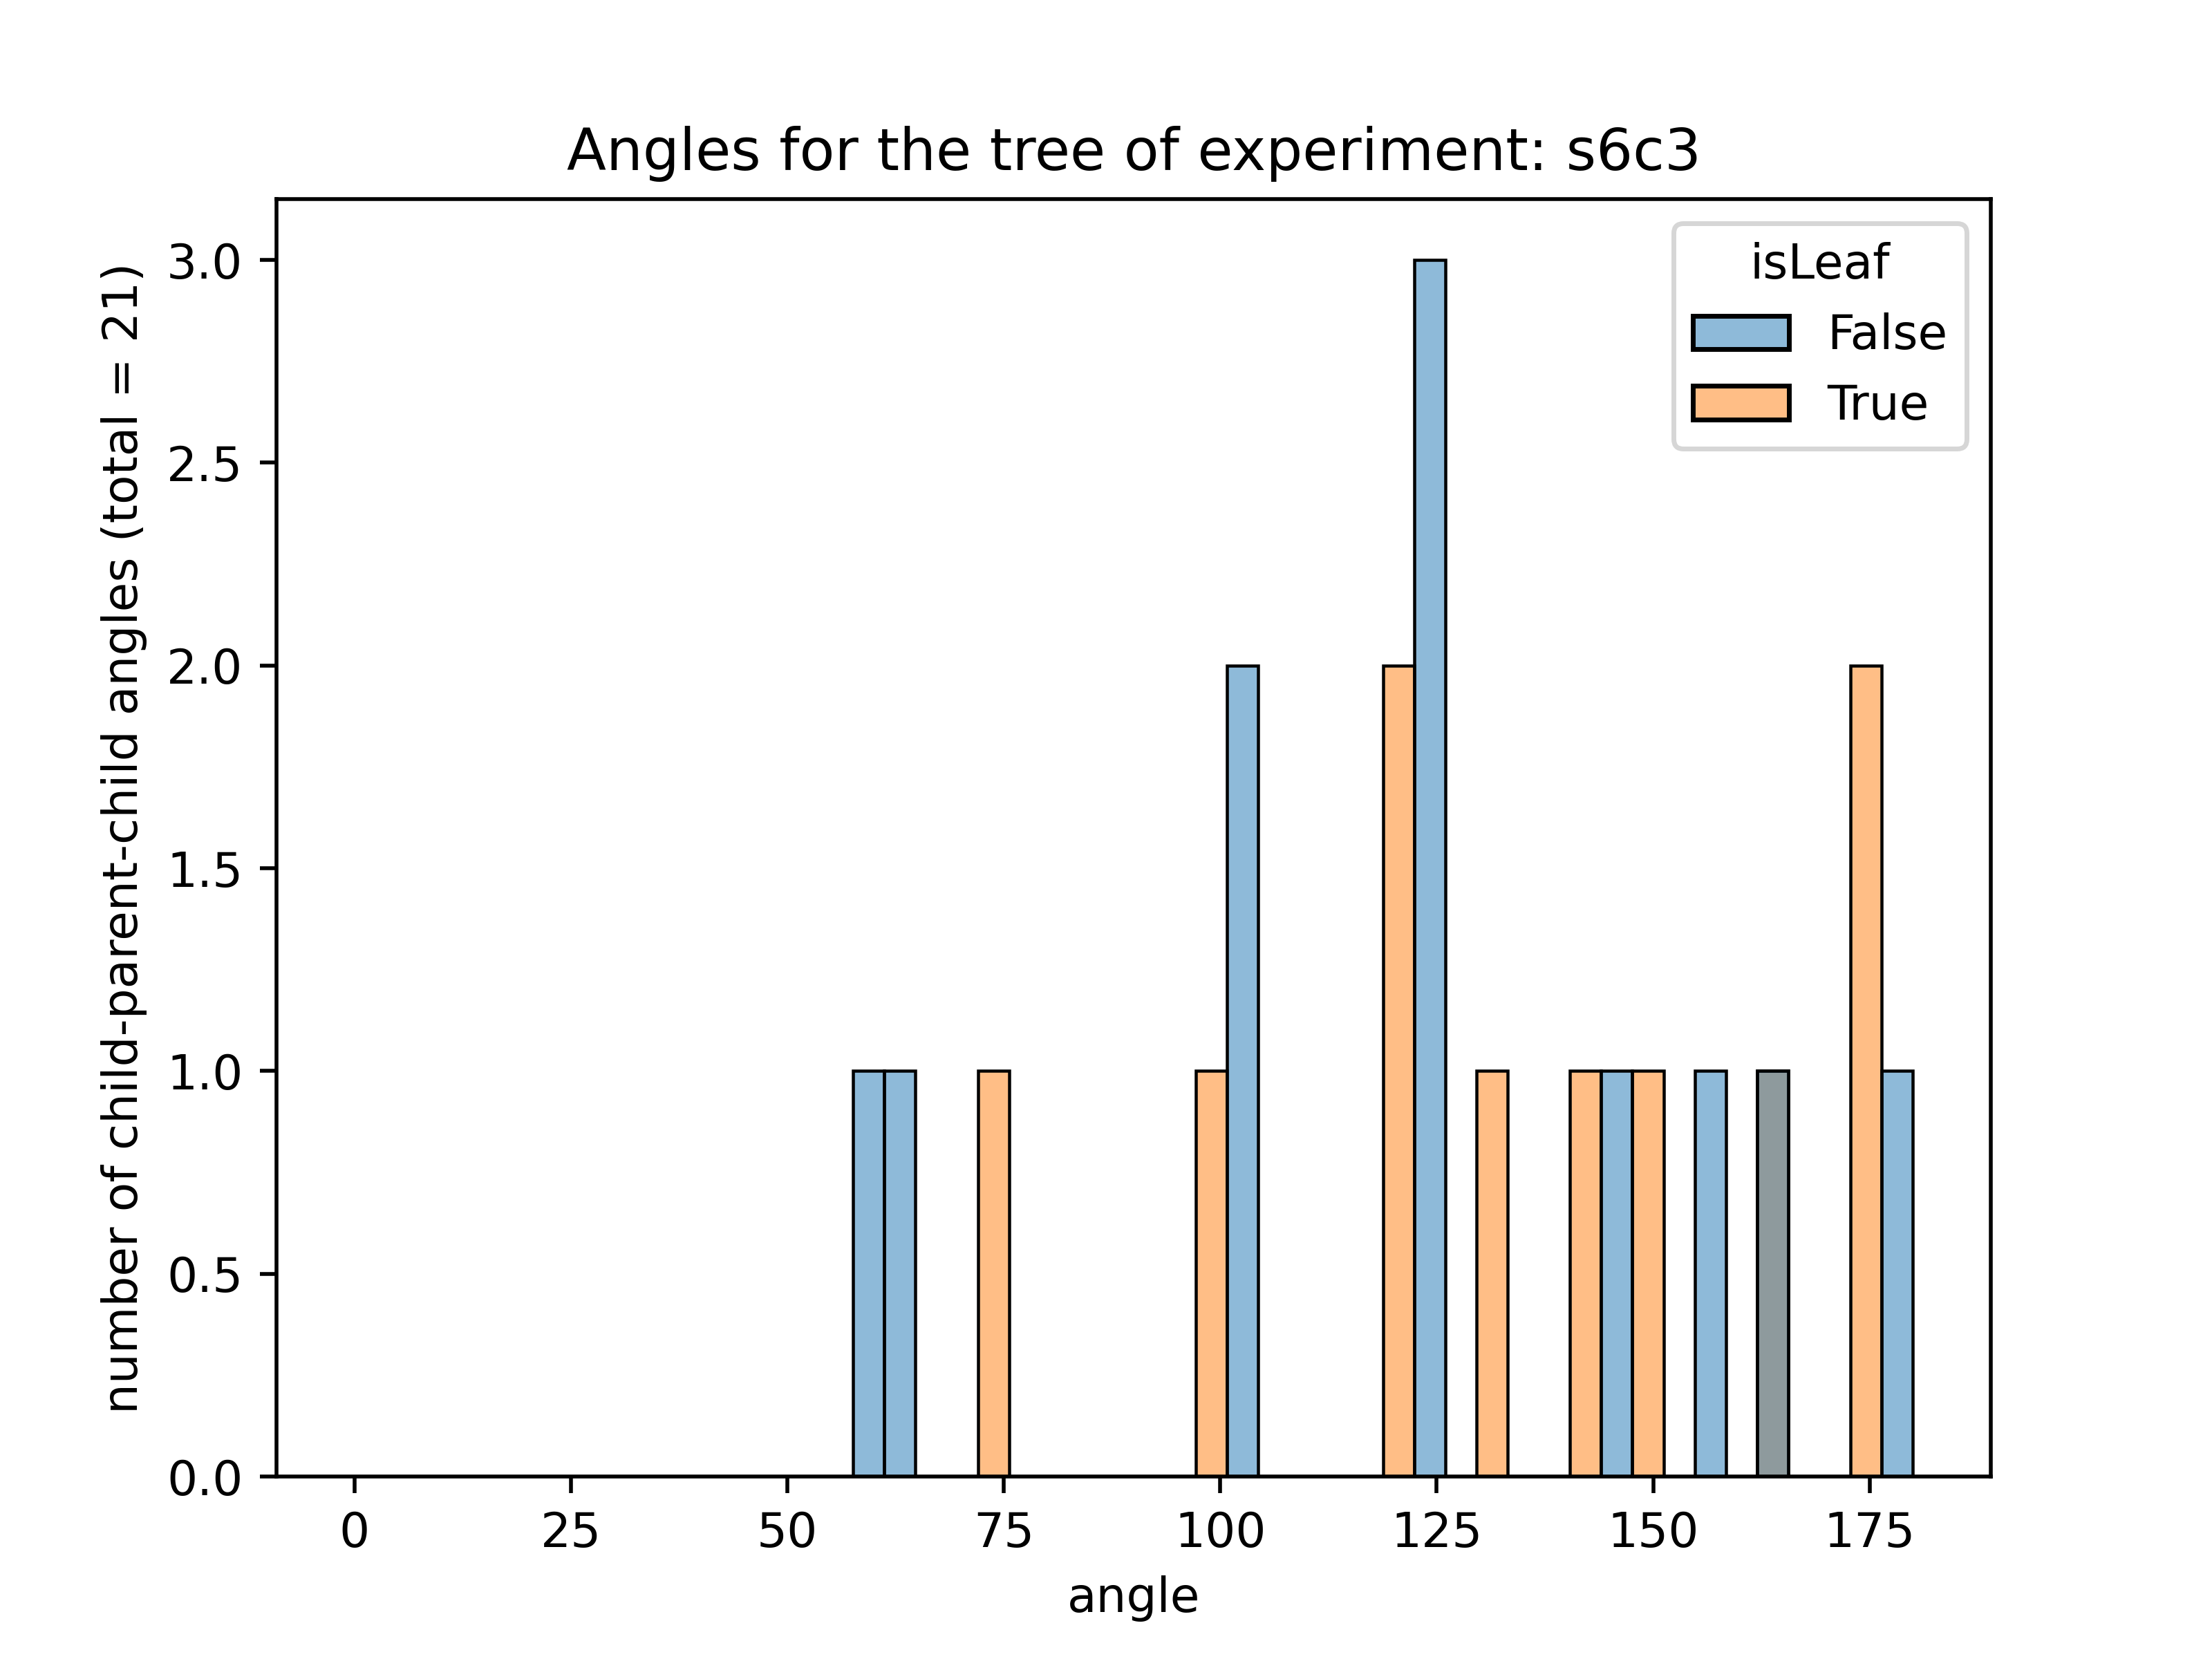 Angles for the tree of experiment: s6c3
number of child-parent-child angles (total = 21)
3.0
2.5
2.0
1.5
1.0
0.5
0.0
isLeaf
False
True
0 25 50 75 100 125 150 175
angle